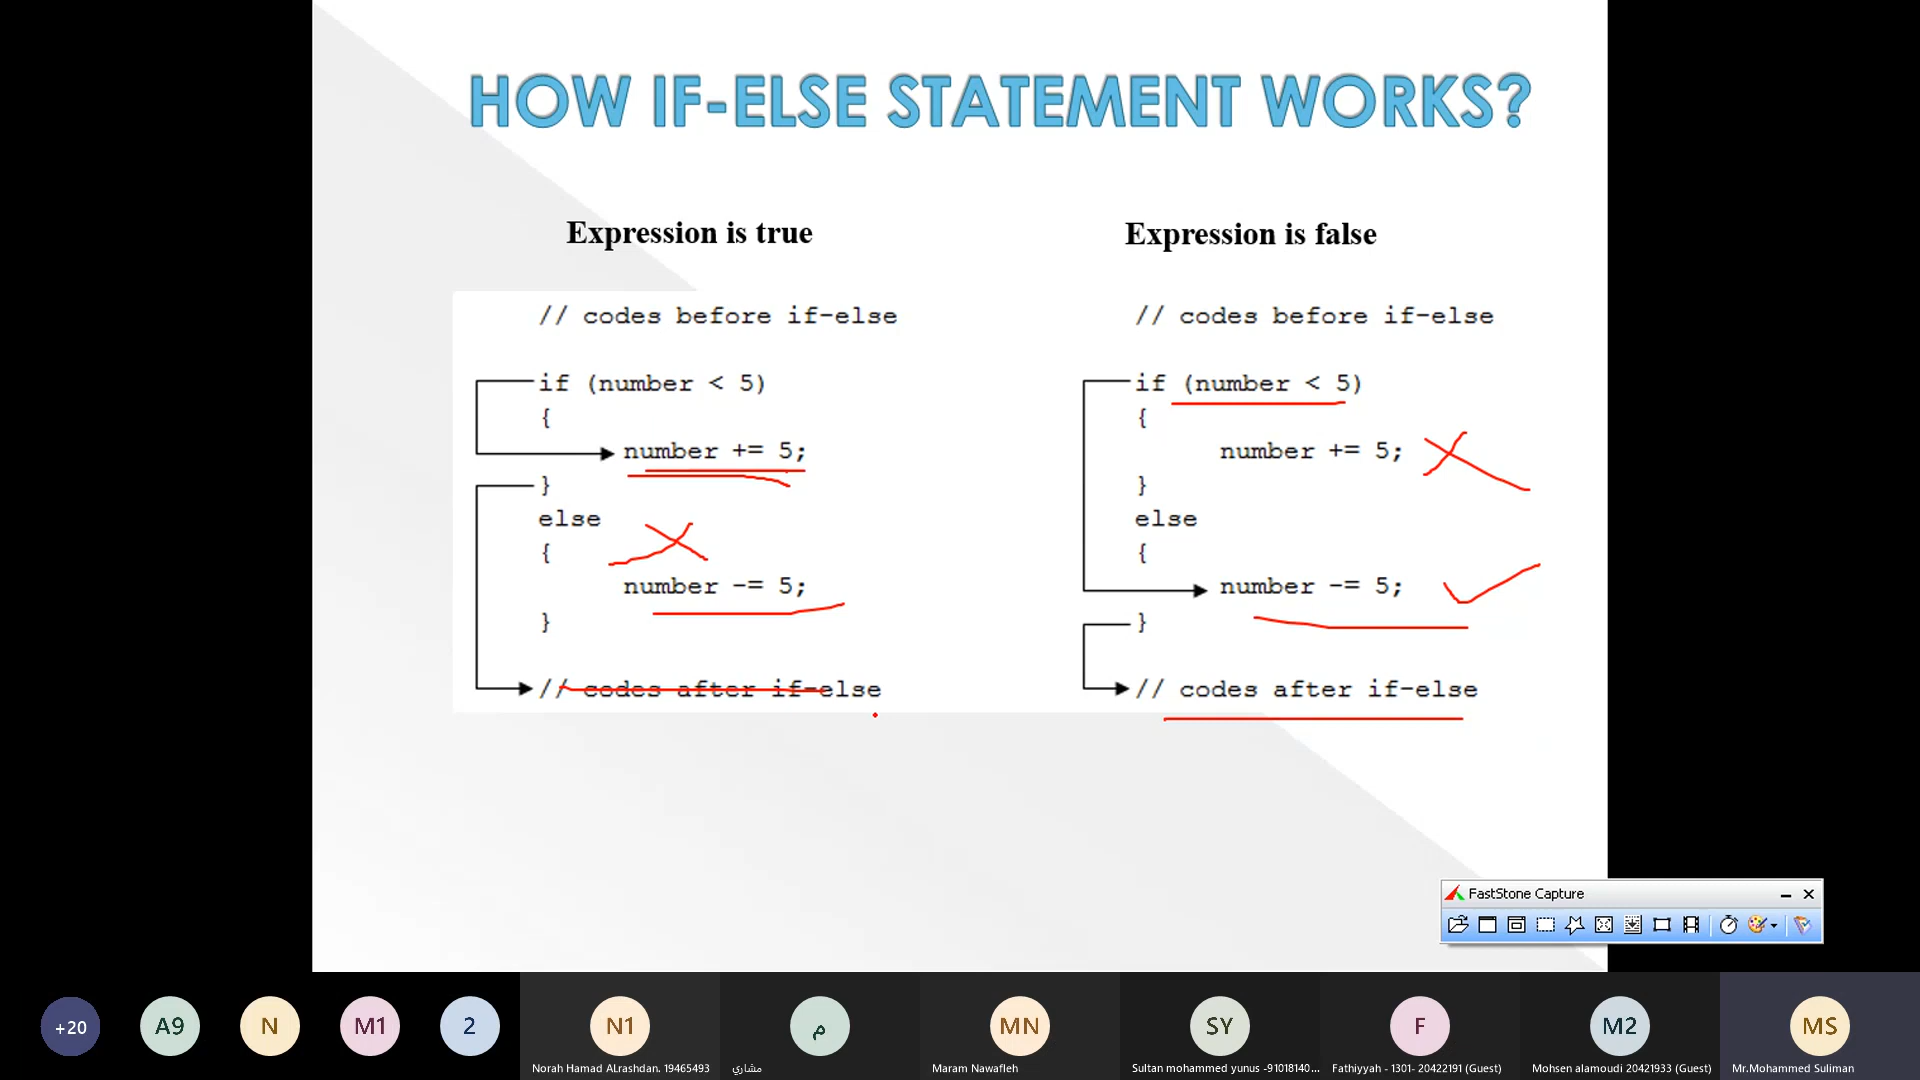 HOW IF-ELSE STATEMENT WORKS?
Expression is true
// codes before if-else
if (number < 5)
{
number += 5;
}
else
{
number -= 5;
}
// codes after if-else
Expression is false
// codes before if-else
if (number < 5)
{
number += 5;
}
else
{
number -= 5;
}
// codes after if-else
FastStone Capture
+20
A9
N
M1
2
N1
Norah Hamad ALrashdan. 19465493
م
مشاري
MN
Maram Nawafleh
SY
Sultan mohammed yunus -91018140...
F
Fathiyyah - 1301- 20422191 (Guest)
M2
Mohsen alamoudi 20421933 (Guest)
MS
Mr.Mohammed Suliman